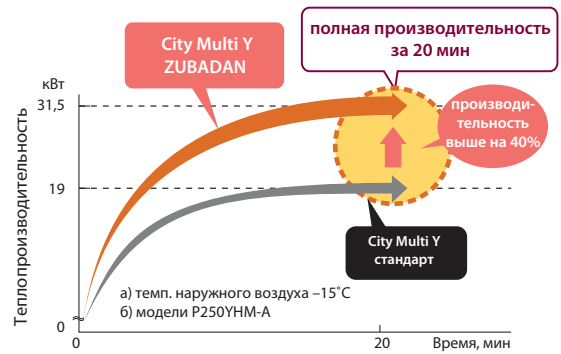 City Multi Y
ZUBADAN
полная производительность
за 20 мин
кВт
31,5
производи-
тельность
выше на 40%
Теплопроизводительность
19
City Multi Y
стандарт
а) темп. наружного воздуха –15˚С
б) модели P250YHM-A
0
0
20
Время, мин